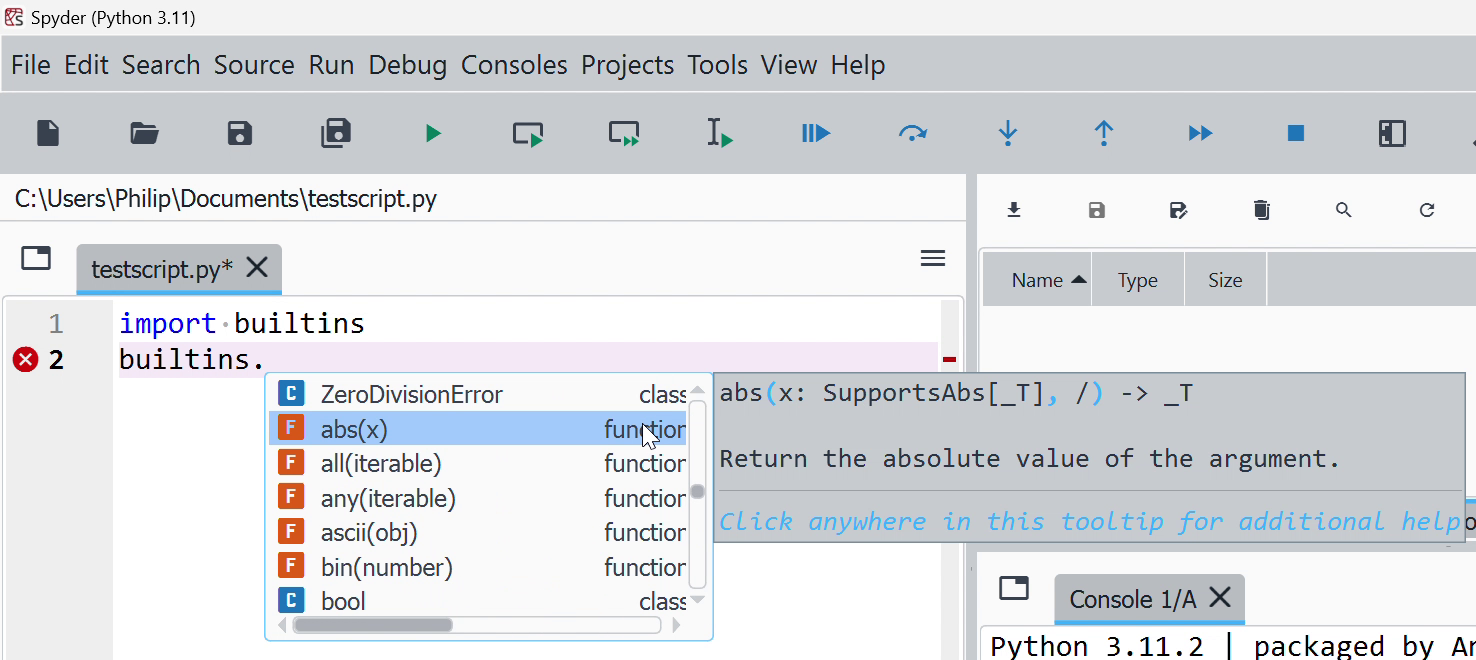 Spyder (Python 3.11)
File Edit Search Source Run Debug Consoles Projects Tools View Help
C:\Users\Philip\Documents\testscript.py
testscript.py*
Name Type Size
1 import builtins
2 builtins.
C ZeroDivisionError class
F abs(x) function
F all(iterable) function
F any(iterable) function
F ascii(obj) function
F bin(number) function
C bool class
abs(x: SupportsAbs[_T], /) -> _T
Return the absolute value of the argument.
Click anywhere in this tooltip for additional help
Console 1/A
Python 3.11.2 | packaged by